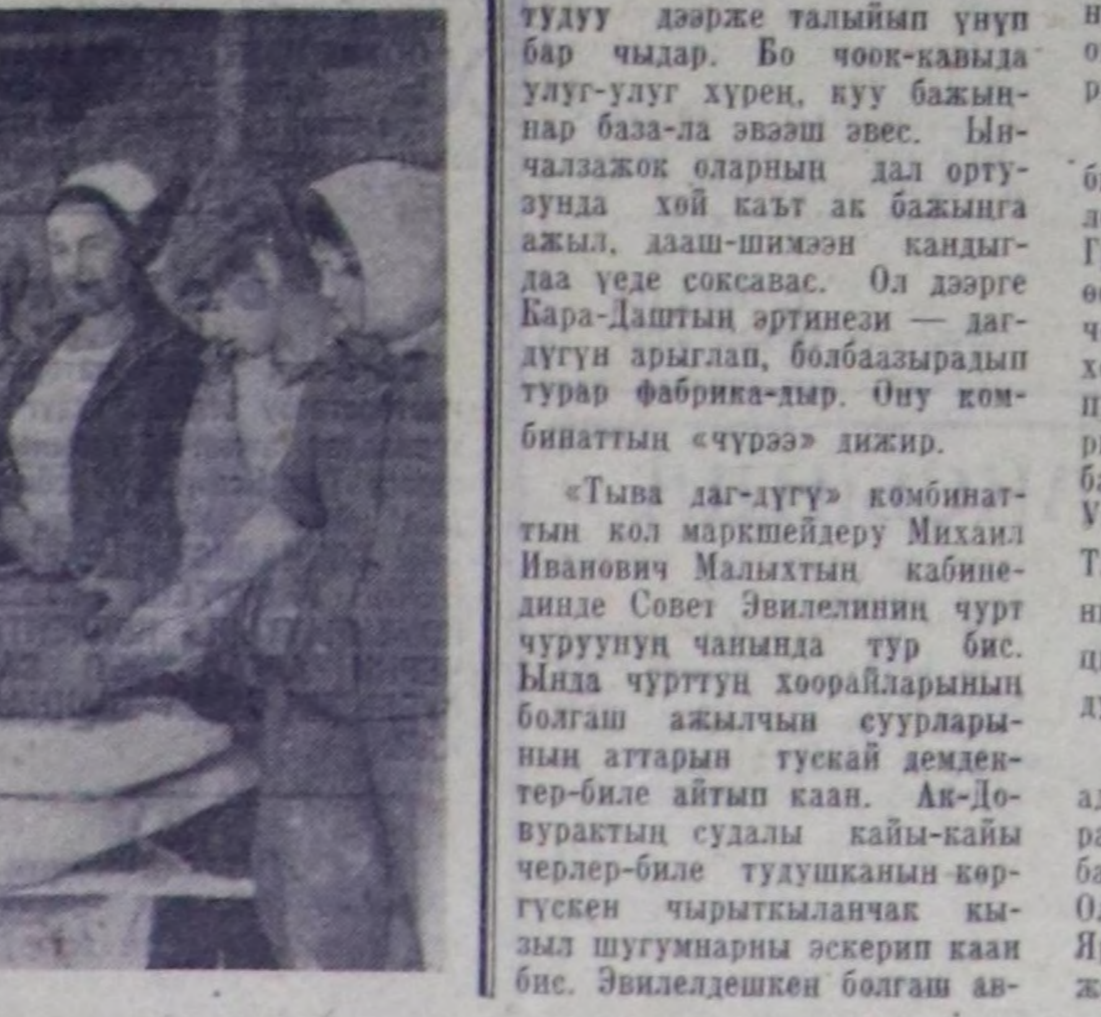 тудуу дээрже талыйып үнүп
бар чыдар. Бо чоок-кавыда
улуг-улуг хүрең, куу бажың-
нар база-ла эвээш эвес. Ын-
чалзажок оларның дал орту-
зунда хөй каът ак бажыңга
ажыл, дааш-шимээн кандыг-
даа үеде соксавас. Ол дээрге
Кара-Даштың эртинези — даг-
дүгүн арыглап, болбаазырадып
турар фабрика-дыр. Ону ком-
бинаттың «чүрээ» дижир.
«Тыва даг-дүгү» комбинат-
тың кол маркшейдеру Михаил
Иванович Малыхтың кабине-
динде Совет Эвилелиниң чурт
чуруунуң чанында тур бис.
Ында чурттуң хоорайларының
болгаш ажылчын суурлары-
ның аттарын тускай демдек-
тер-биле айтып каан. Ак-До-
вурактың судалы кайы-кайы
черлер-биле тудушканын көр-
гүскен чырыткыланчак кы-
зыл шугумнарны эскерип каан
бис. Эвилелдешкен болгаш ав-